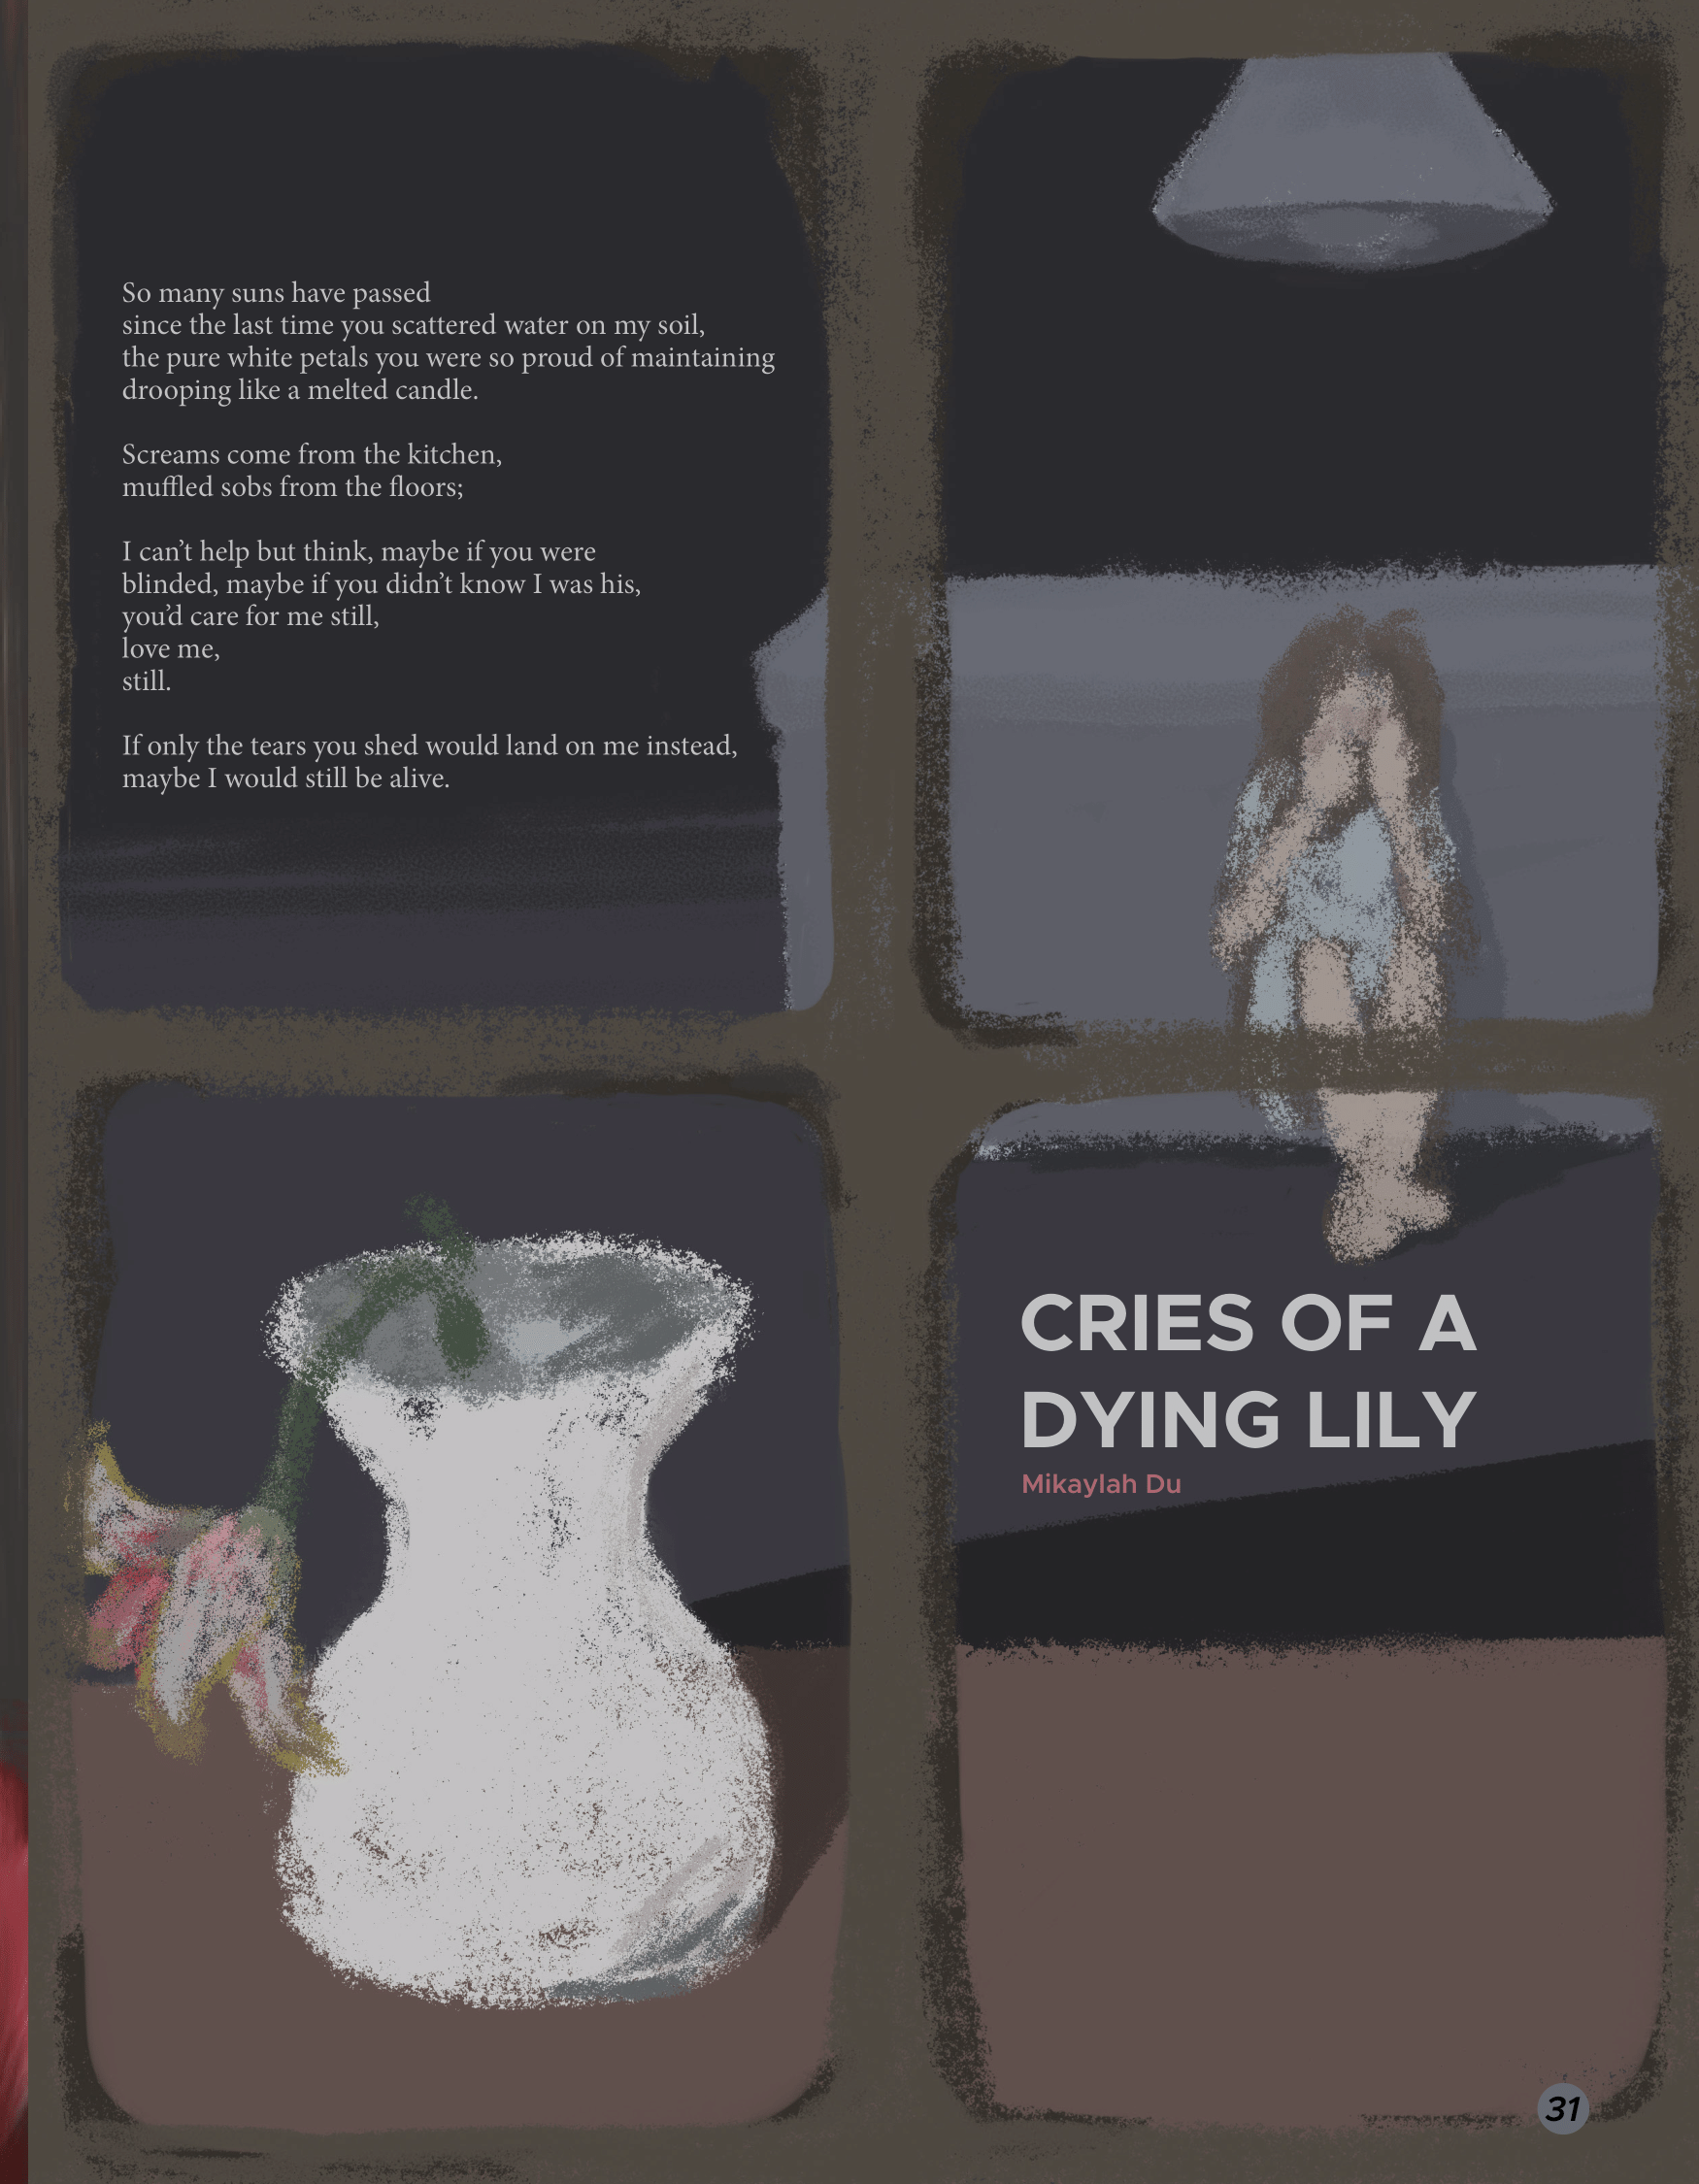 So many suns have passed
since the last time you scattered water on my soil,
the pure white petals you were so proud of maintaining
drooping like a melted candle.
Screams come from the kitchen,
muffled sobs from the floors;
I can’t help but think, maybe if you were
blinded, maybe if you didn’t know I was his,
you’d care for me still,
love me,
still.
If only the tears you shed would land on me instead,
maybe I would still be alive.
CRIES OF A
DYING LILY
Mikaylah Du
31